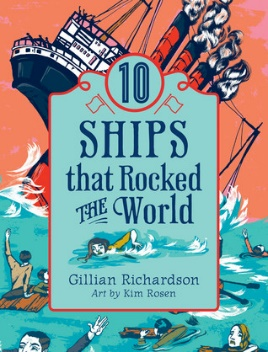 10
SHIPS
that Rocked
THE World
Gillian Richardson
Art by Kim Rosen